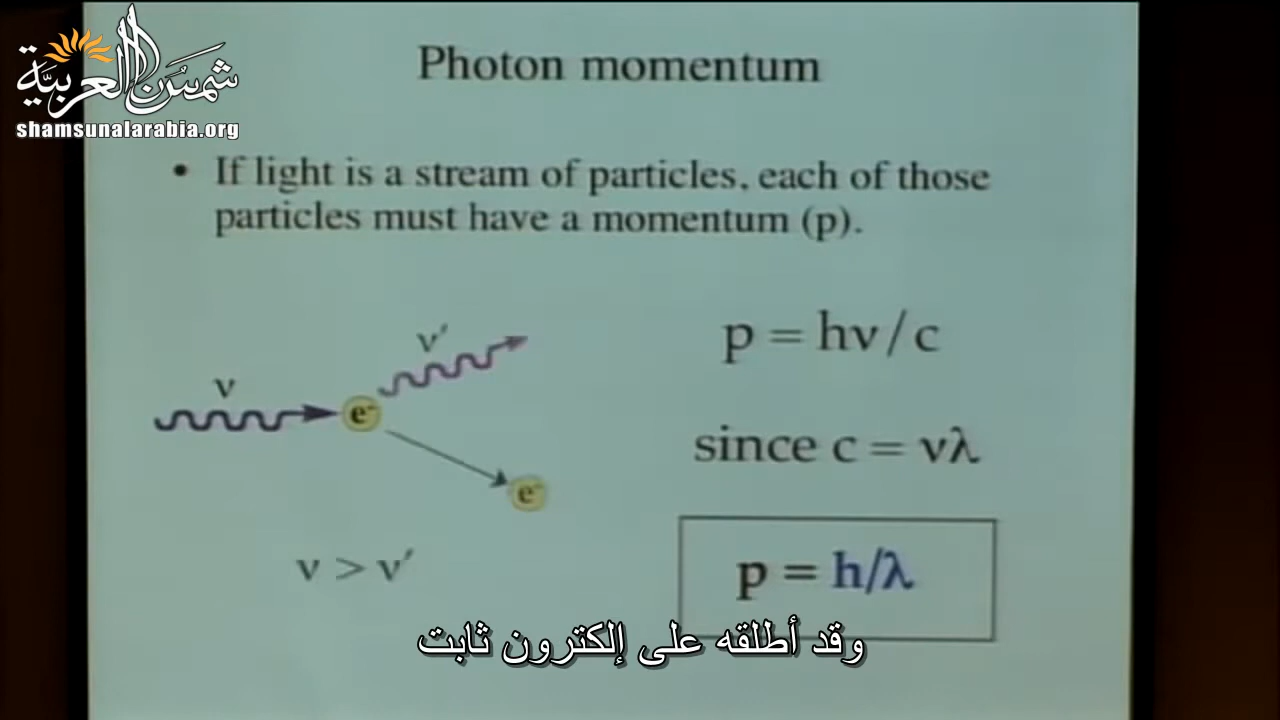 شمس العربية
shamsunalarabia.org
Photon momentum
• If light is a stream of particles, each of those
particles must have a momentum (p).
ν′
ν
e⁻
e⁻
ν > ν′
p = hν/c
since c = νλ
p = h/λ
وقد أطلقه على إلكترون ثابت